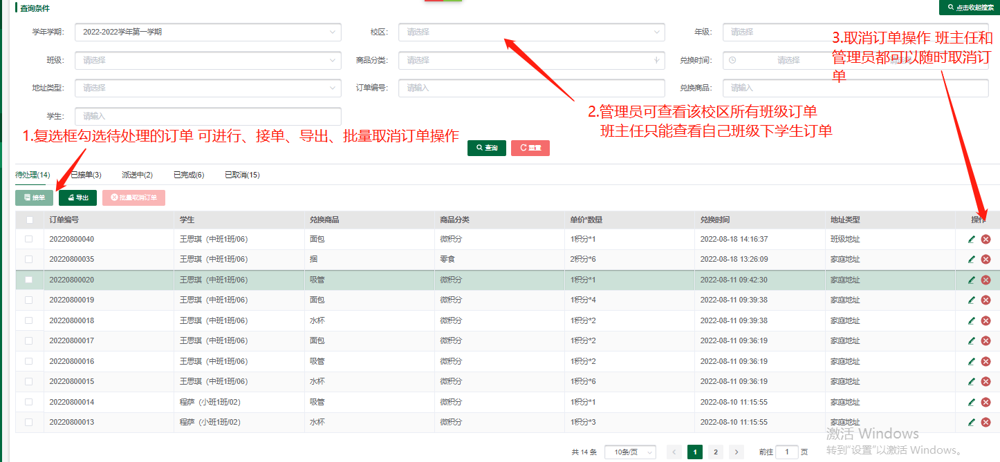 查询条件
点击收起搜索
学年学期: 2022-2022学年第一学期 校区: 请选择 年级: 请选择
3.取消订单操作 班主任和
管理员都可以随时取消订
单
班级: 请选择 商品分类: 请选择 兑换时间: 请选择
地址类型: 请选择 订单编号: 请输入 兑换商品: 请输入
学生: 请输入
2.管理员可查看该校区所有班级订单
班主任只能查看自己班级下学生订单
1.复选框勾选待处理的订单 可进行、接单、导出、批量取消订单操作
查询 重置
待处理(14) 已接单(3) 派送中(2) 已完成(6) 已取消(15)
接单 导出 批量取消订单
订单编号 学生 兑换商品 商品分类 单价*数量 兑换时间 地址类型 操作
20220800040 王思琪（中班1班/06） 面包 微积分 1积分*1 2022-08-18 14:16:37 班级地址
20220800035 王思琪（中班1班/06） 捆 零食 2积分*6 2022-08-18 13:26:09 家庭地址
20220800020 王思琪（中班1班/06） 吸管 微积分 1积分*1 2022-08-11 09:42:30 家庭地址
20220800019 王思琪（中班1班/06） 面包 微积分 1积分*4 2022-08-11 09:39:38 家庭地址
20220800018 王思琪（中班1班/06） 水杯 微积分 1积分*2 2022-08-11 09:39:38 家庭地址
20220800017 王思琪（中班1班/06） 面包 微积分 1积分*2 2022-08-11 09:36:19 家庭地址
20220800016 王思琪（中班1班/06） 吸管 微积分 1积分*2 2022-08-11 09:36:19 家庭地址
20220800015 王思琪（中班1班/06） 水杯 微积分 1积分*6 2022-08-11 09:36:19 家庭地址
20220800014 程萨（小班1班/02） 吸管 微积分 1积分*1 2022-08-10 11:15:55 家庭地址
20220800013 程萨（小班1班/02） 水杯 微积分 1积分*3 2022-08-10 11:15:55 家庭地址
激活 Windows
转到"设置"以激活 Windows。
共 14 条 10条/页 1 2 前往 1 页